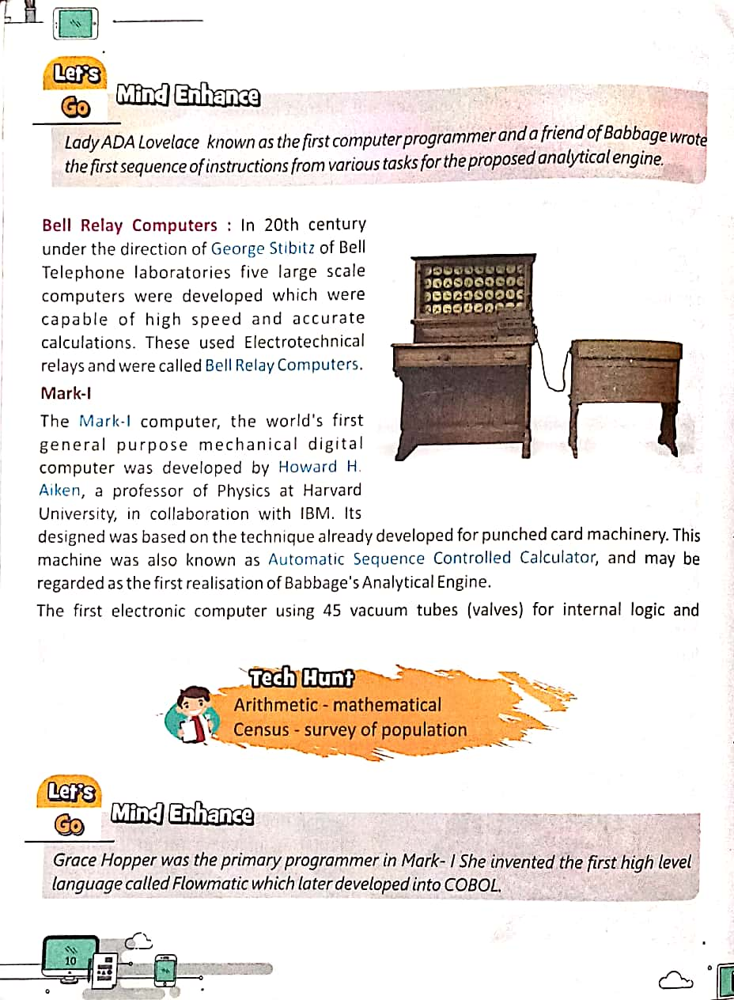 Let's
Go
Mind Enhance
Lady ADA Lovelace known as the first computer programmer and a friend of Babbage wrote
the first sequence of instructions from various tasks for the proposed analytical engine.
Bell Relay Computers : In 20th century
under the direction of George Stibitz of Bell
Telephone laboratories five large scale
computers were developed which were
capable of high speed and accurate
calculations. These used Electrotechnical
relays and were called Bell Relay Computers.
Mark-I
The Mark-I computer, the world's first
general purpose mechanical digital
computer was developed by Howard H.
Aiken, a professor of Physics at Harvard
University, in collaboration with IBM. Its
designed was based on the technique already developed for punched card machinery. This
machine was also known as Automatic Sequence Controlled Calculator, and may be
regarded as the first realisation of Babbage's Analytical Engine.
The first electronic computer using 45 vacuum tubes (valves) for internal logic and
Tech Hunt
Arithmetic - mathematical
Census - survey of population
Let's
Go
Mind Enhance
Grace Hopper was the primary programmer in Mark- I She invented the first high level
language called Flowmatic which later developed into COBOL.
10